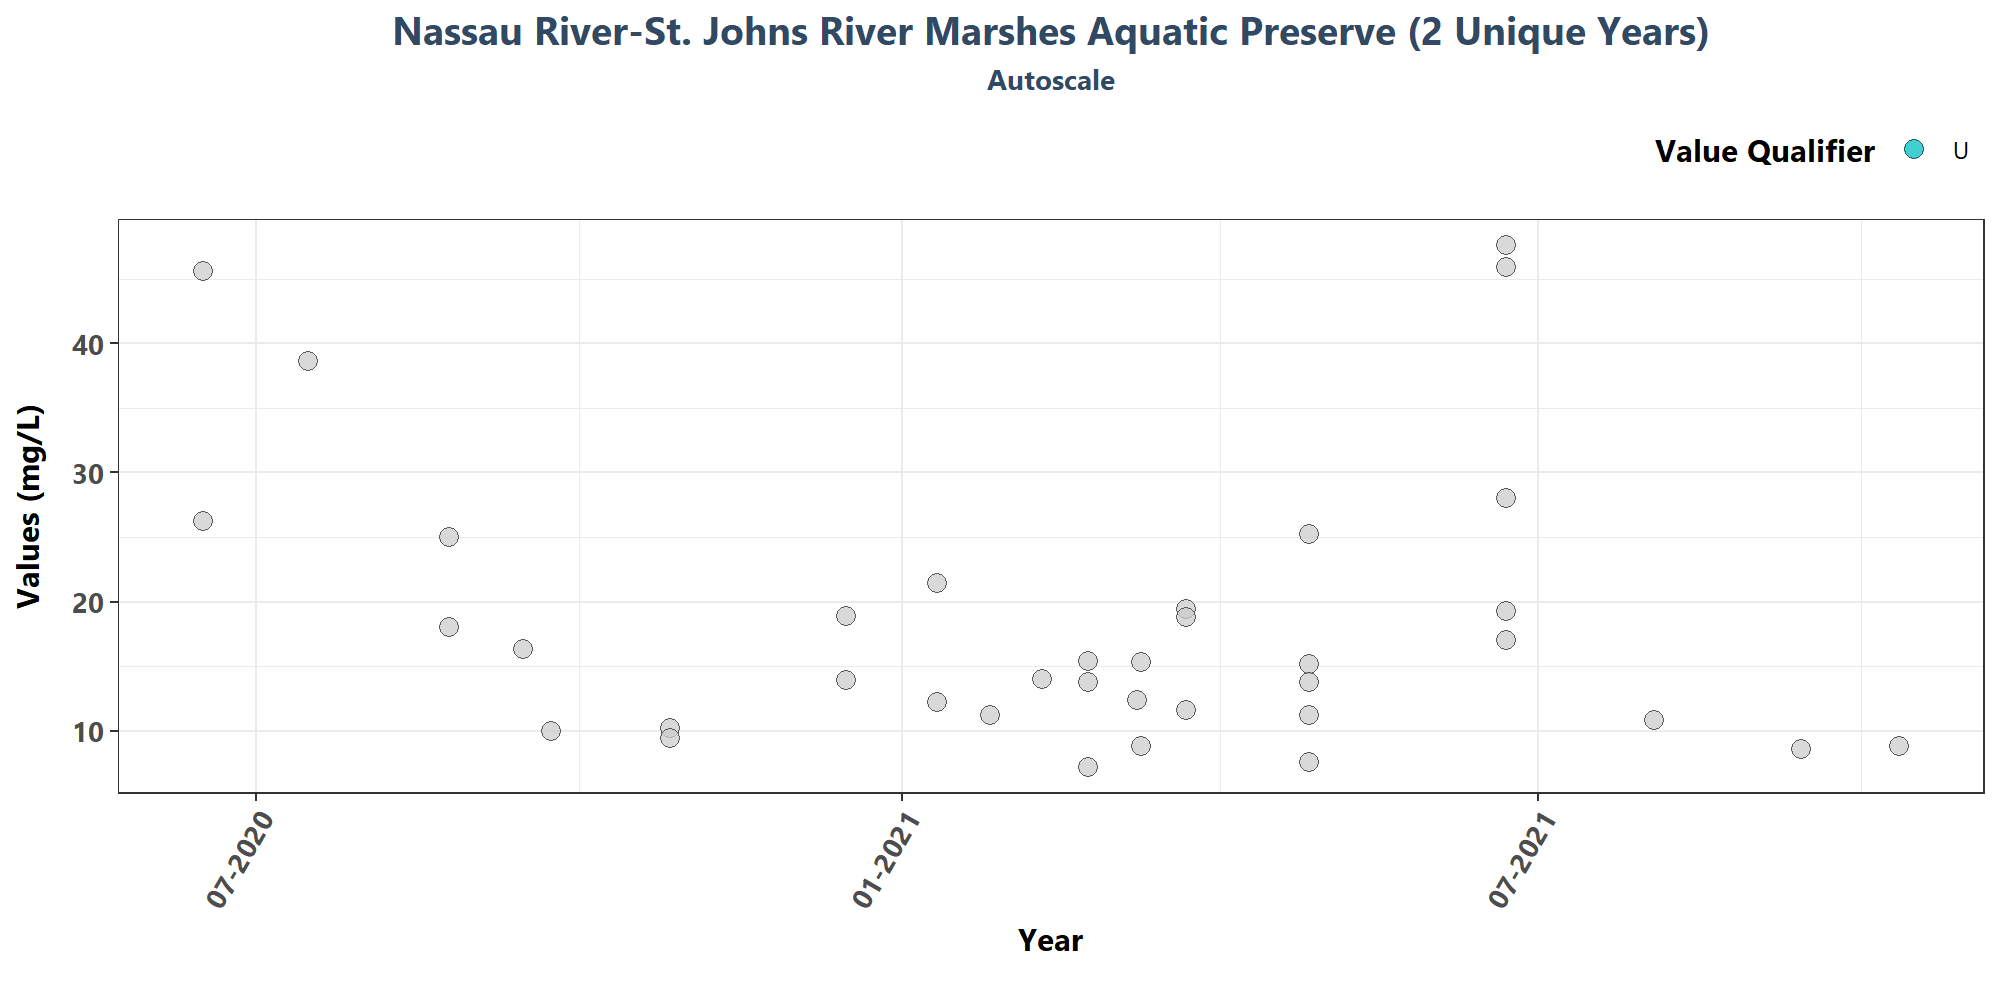 Nassau River-St. Johns River Marshes Aquatic Preserve (2 Unique Years)
Autoscale
Value Qualifier U
Values (mg/L)
40
30
20
10
07-2020
01-2021
07-2021
Year